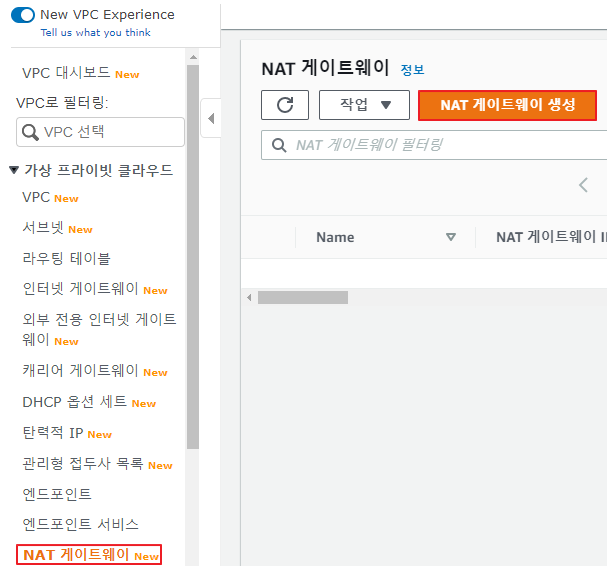 New VPC Experience
Tell us what you think
VPC 대시보드 New
VPC로 필터링:
VPC 선택
가상 프라이빗 클라우드
VPC New
서브넷 New
라우팅 테이블
인터넷 게이트웨이 New
외부 전용 인터넷 게이트
웨이 New
캐리어 게이트웨이 New
DHCP 옵션 세트 New
탄력적 IP New
관리형 접두사 목록 New
엔드포인트
엔드포인트 서비스
NAT 게이트웨이 New
NAT 게이트웨이 정보
작업
NAT 게이트웨이 생성
NAT 게이트웨이 필터링
Name
NAT 게이트웨이